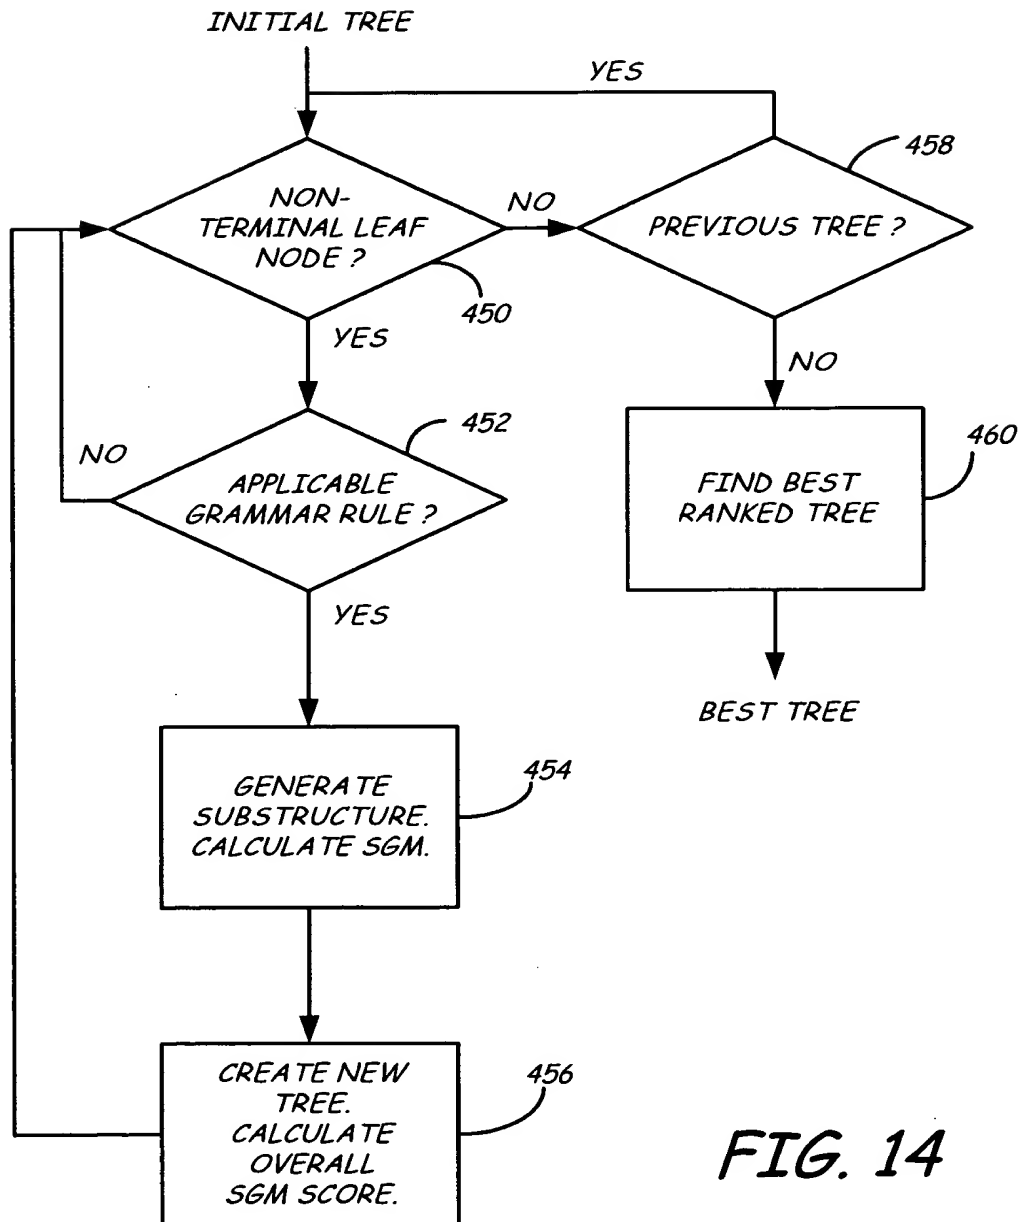 INITIAL TREE
YES
458
NON-
TERMINAL LEAF
NODE ?
NO
PREVIOUS TREE ?
450
YES
NO
452
460
NO
APPLICABLE
GRAMMAR RULE ?
FIND BEST
RANKED TREE
YES
BEST TREE
454
GENERATE
SUBSTRUCTURE.
CALCULATE SGM.
456
CREATE NEW
TREE.
CALCULATE
OVERALL
SGM SCORE.
FIG. 14